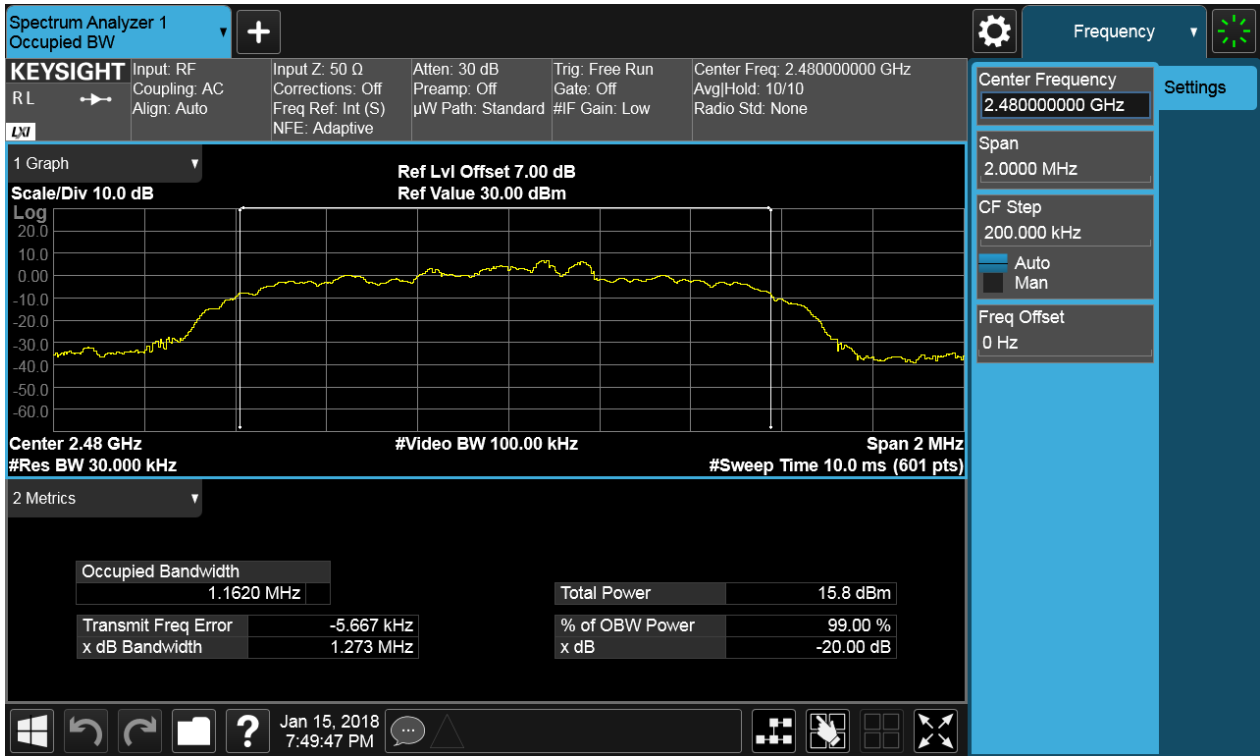 Spectrum Analyzer 1
Occupied BW
+
Frequency
KEYSIGHT
RL
LXI
Input: RF
Coupling: AC
Align: Auto
Input Z: 50 Ω
Corrections: Off
Freq Ref: Int (S)
NFE: Adaptive
Atten: 30 dB
Preamp: Off
µW Path: Standard
Trig: Free Run
Gate: Off
#IF Gain: Low
Center Freq: 2.480000000 GHz
Avg|Hold: 10/10
Radio Std: None
Center Frequency
2.480000000 GHz
Settings
Span
2.0000 MHz
CF Step
200.000 kHz
Auto
Man
Freq Offset
0 Hz
1 Graph
Ref Lvl Offset 7.00 dB
Scale/Div 10.0 dB
Ref Value 30.00 dBm
Log
20.0
10.0
0.00
-10.0
-20.0
-30.0
-40.0
-50.0
-60.0
Center 2.48 GHz
#Video BW 100.00 kHz
Span 2 MHz
#Res BW 30.000 kHz
#Sweep Time 10.0 ms (601 pts)
2 Metrics
Occupied Bandwidth
1.1620 MHz
Total Power 15.8 dBm
Transmit Freq Error -5.667 kHz
% of OBW Power 99.00 %
x dB Bandwidth 1.273 MHz
x dB -20.00 dB
?
Jan 15, 2018
7:49:47 PM